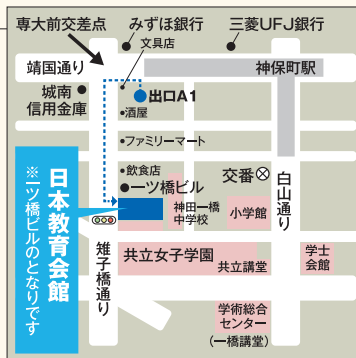 専大前交差点
みずほ銀行
三菱UFJ銀行
文具店
靖国通り
神保町駅
城南
信用金庫
出口A1
酒屋
ファミリーマート
飲食店
一ツ橋ビル
交番
白山通り
日本教育会館
※一ツ橋ビルのとなりです
神田一橋
中学校
小学館
雉子橋通り
共立女子学園
共立講堂
学士
会館
学術総合
センター
(一橋講堂)